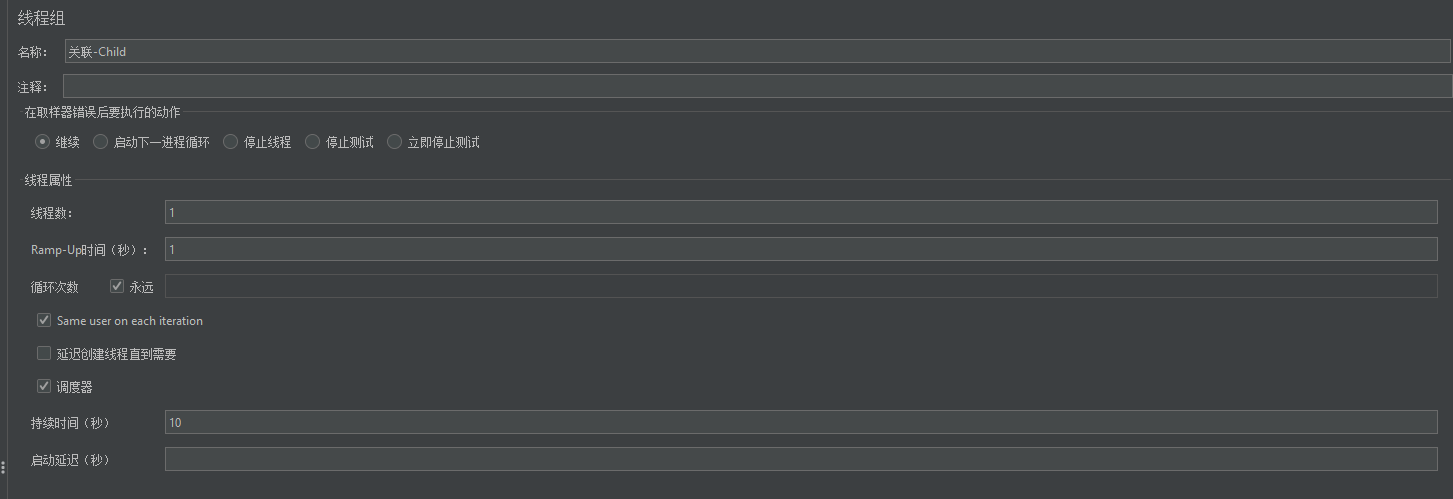 线程组
名称： 关联-Child
注释：
在取样器错误后要执行的动作
继续 启动下一进程循环 停止线程 停止测试 立即停止测试
线程属性
线程数： 1
Ramp-Up时间（秒）： 1
循环次数 永远
Same user on each iteration
延迟创建线程直到需要
调度器
持续时间（秒） 10
启动延迟（秒）